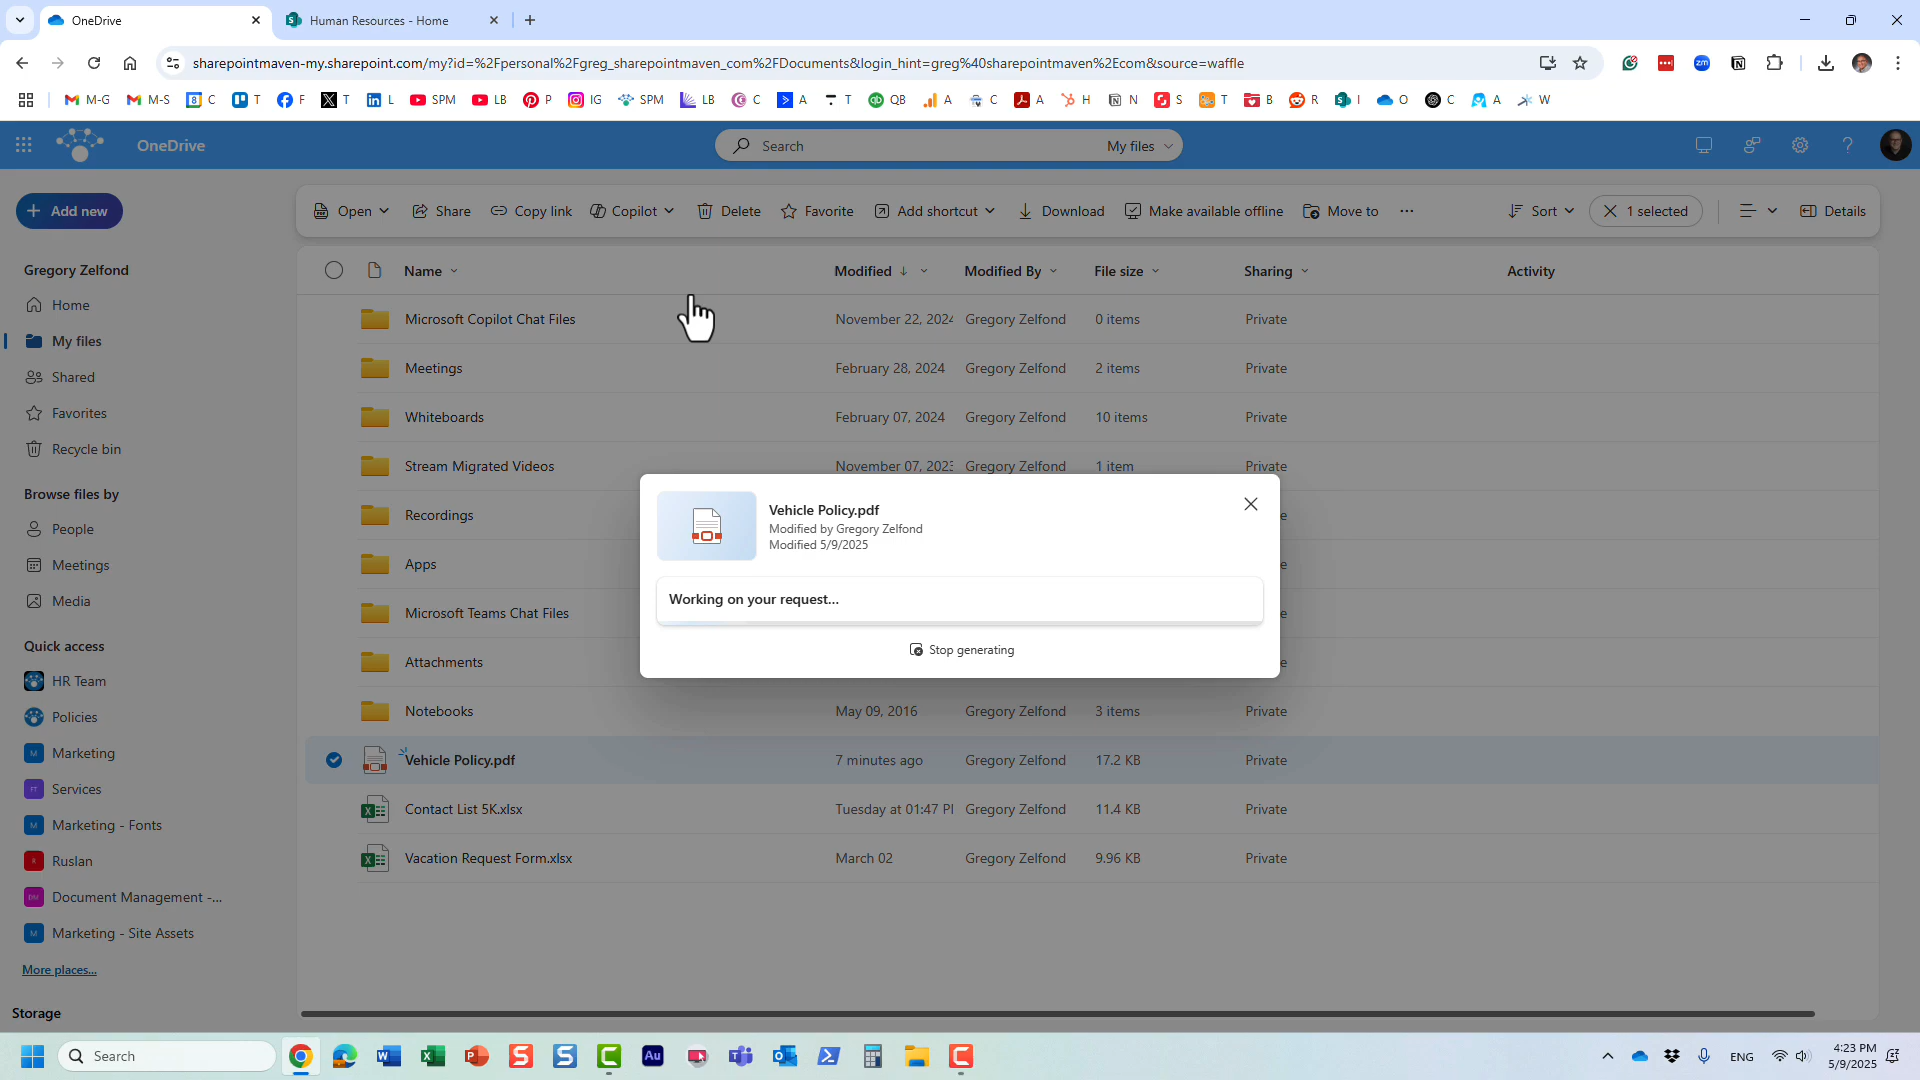 OneDrive
Human Resources - Home
sharepointmaven-my.sharepoint.com/my?id=%2Fpersonal%2Fgreg_sharepointmaven_com%2FDocuments&login_hint=greg%40sharepointmaven%2Ecom&source=waffle
M-G M-S C T F T L SPM LB P IG SPM LB C A T QB A C A H N S T B R I O C A W
OneDrive
Search
My files
Add new
Open Share Copy link Copilot Delete Favorite Add shortcut Download Make available offline Move to ... Sort 1 selected Details
Gregory Zelfond
Home
My files
Shared
Favorites
Recycle bin
Browse files by
People
Meetings
Media
Quick access
HR Team
Policies
Marketing
Services
Marketing - Fonts
Ruslan
Document Management -...
Marketing - Site Assets
More places...
Storage
Name Modified Modified By File size Sharing Activity
Microsoft Copilot Chat Files November 22, 2024 Gregory Zelfond 0 items Private
Meetings February 28, 2024 Gregory Zelfond 2 items Private
Whiteboards February 07, 2024 Gregory Zelfond 10 items Private
Stream Migrated Videos November 07, 2023 Gregory Zelfond 1 item Private
Recordings
Apps
Microsoft Teams Chat Files
Attachments
Notebooks May 09, 2016 Gregory Zelfond 3 items Private
Vehicle Policy.pdf 7 minutes ago Gregory Zelfond 17.2 KB Private
Contact List 5K.xlsx Tuesday at 01:47 P Gregory Zelfond 11.4 KB Private
Vacation Request Form.xlsx March 02 Gregory Zelfond 9.96 KB Private
Vehicle Policy.pdf
Modified by Gregory Zelfond
Modified 5/9/2025
Working on your request...
Stop generating
Search
ENG
4:23 PM
5/9/2025